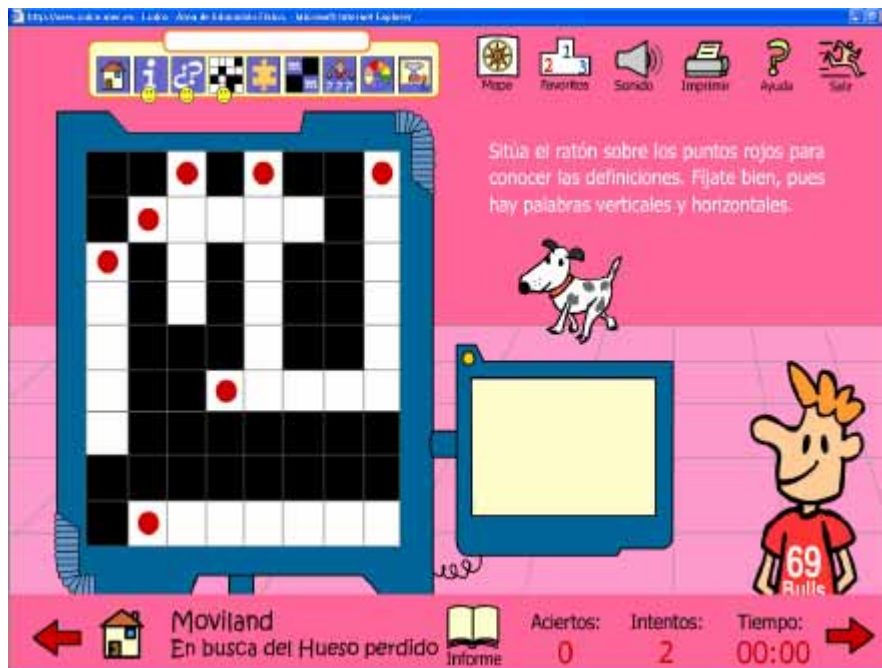 Mapa
Favoritos
Sonido
Imprimir
Ayuda
Salir
Sitúa el ratón sobre los puntos rojos para
conocer las definiciones. Fíjate bien, pues
hay palabras verticales y horizontales.
69
Bulls
Moviland
En busca del Hueso perdido
Informe
Aciertos:
0
Intentos:
2
Tiempo:
00:00